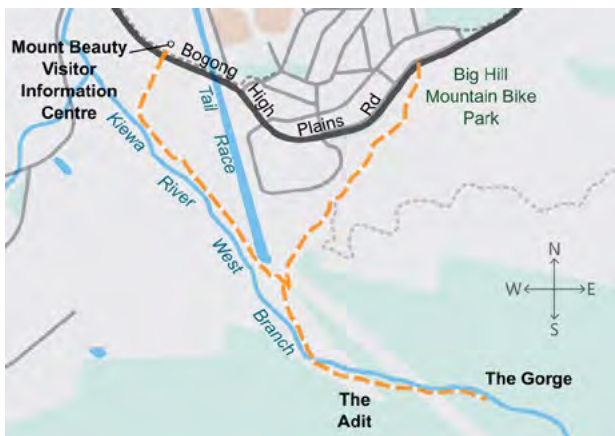 Mount Beauty
Visitor
Information
Centre
Bogong
High
Plains
Rd
Big Hill
Mountain Bike
Park
Tail
Race
Kiewa
River
West
Branch
N
W
E
S
The Gorge
The
Adit